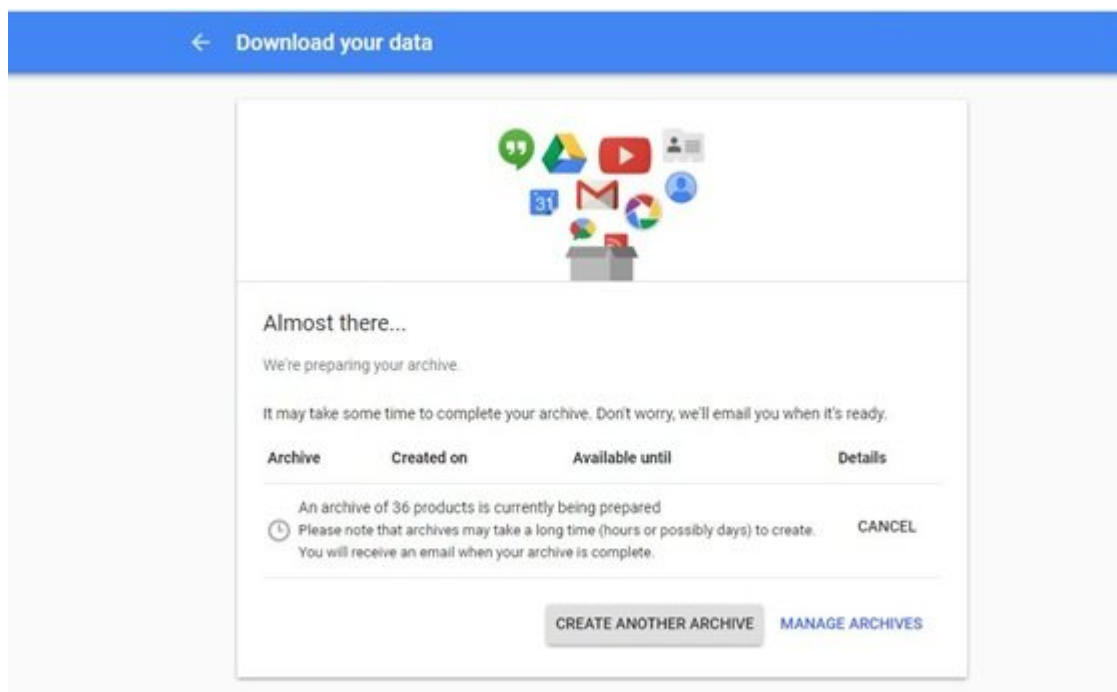 Download your data
31
Almost there...
We're preparing your archive.
It may take some time to complete your archive. Don't worry, we'll email you when it's ready.
Archive Created on Available until Details
An archive of 36 products is currently being prepared
Please note that archives may take a long time (hours or possibly days) to create.
You will receive an email when your archive is complete.
CANCEL
CREATE ANOTHER ARCHIVE MANAGE ARCHIVES